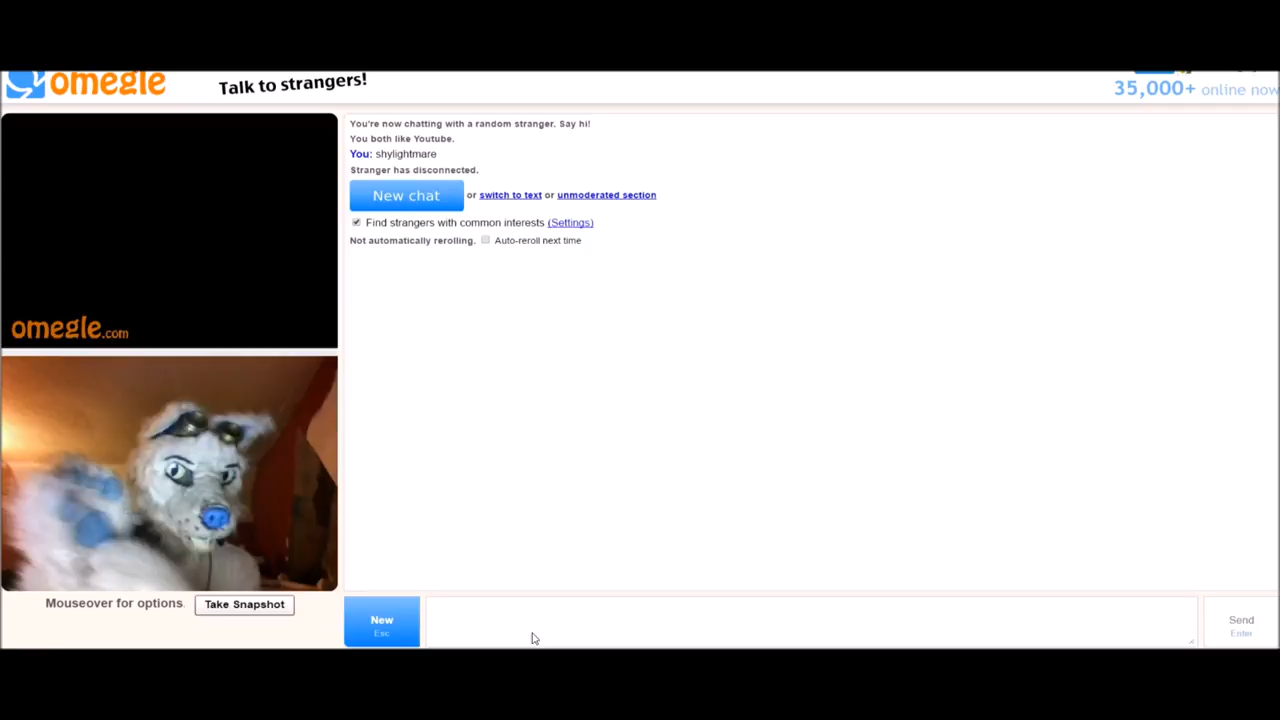 omegle
Talk to strangers!
35,000+ online now
You're now chatting with a random stranger. Say hi!
You both like Youtube.
You: shylightmare
Stranger has disconnected.
New chat or switch to text or unmoderated section
Find strangers with common interests (Settings)
Not automatically rerolling. Auto-reroll next time
omegle.com
Mouseover for options.
Take Snapshot
New
Esc
Send
Enter